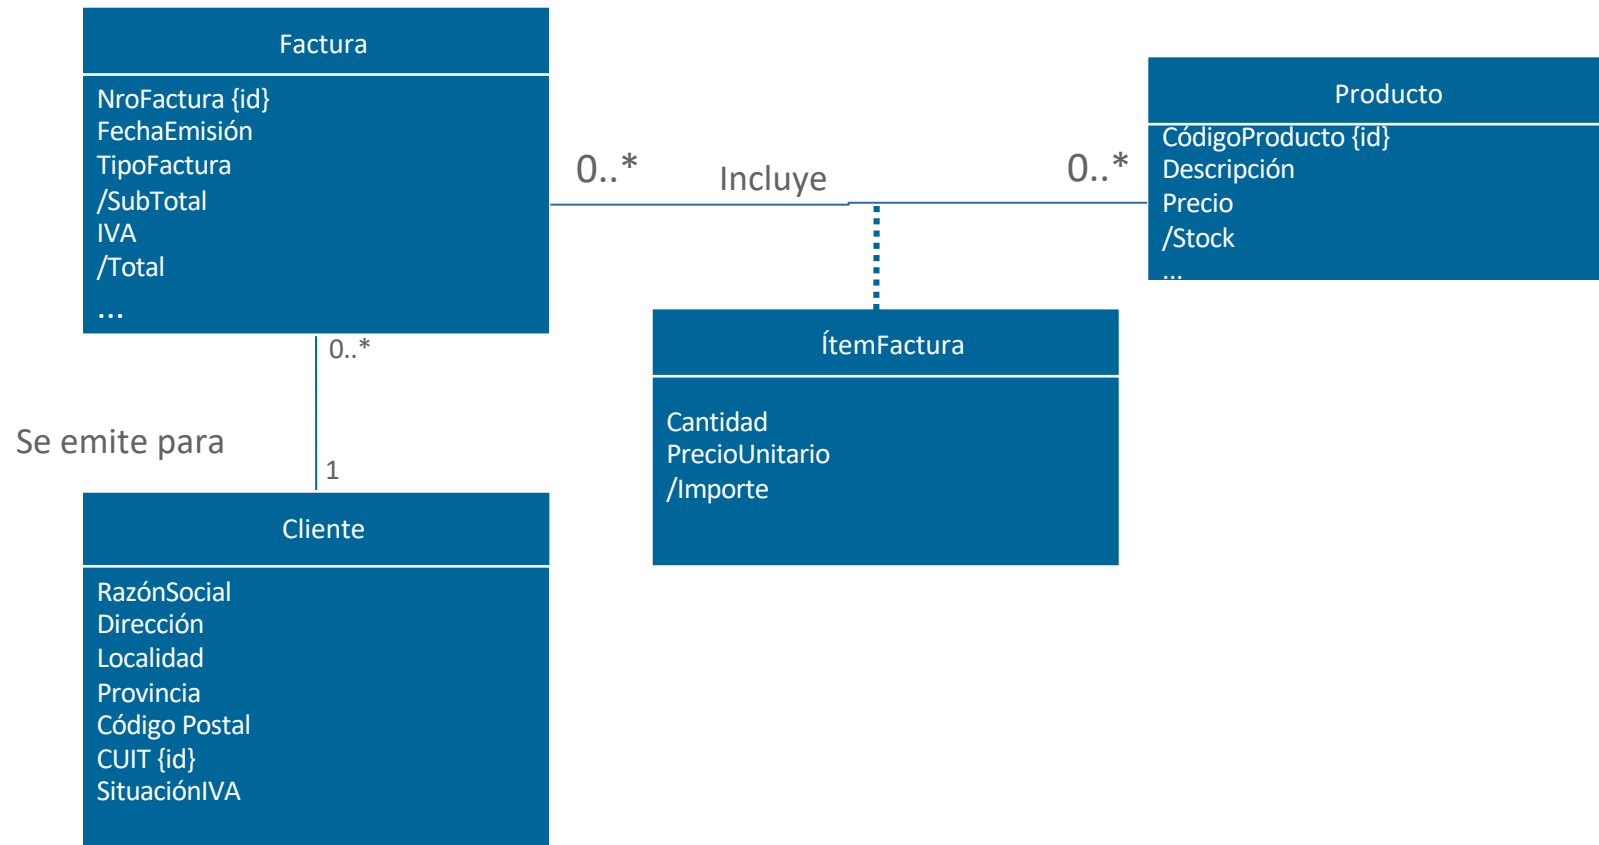 Factura
NroFactura {id}
FechaEmisión
TipoFactura
/SubTotal
IVA
/Total
...
0..*
Incluye
0..*
Producto
CódigoProducto {id}
Descripción
Precio
/Stock
...
ÍtemFactura
Cantidad
PrecioUnitario
/Importe
0..*
Se emite para
1
Cliente
RazónSocial
Dirección
Localidad
Provincia
Código Postal
CUIT {id}
SituaciónIVA